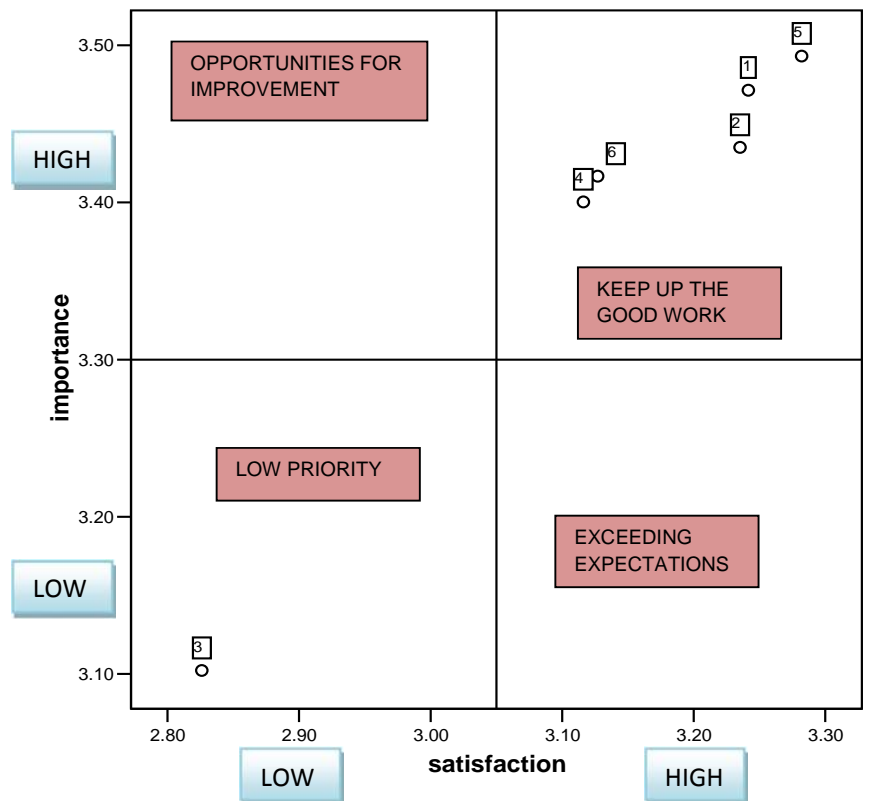 3.50
OPPORTUNITIES FOR
IMPROVEMENT
5
1
2
HIGH
6
4
3.40
KEEP UP THE
GOOD WORK
importance
3.30
LOW PRIORITY
3.20
EXCEEDING
EXPECTATIONS
LOW
3
3.10
2.80
2.90
3.00
3.10
3.20
3.30
satisfaction
LOW
HIGH